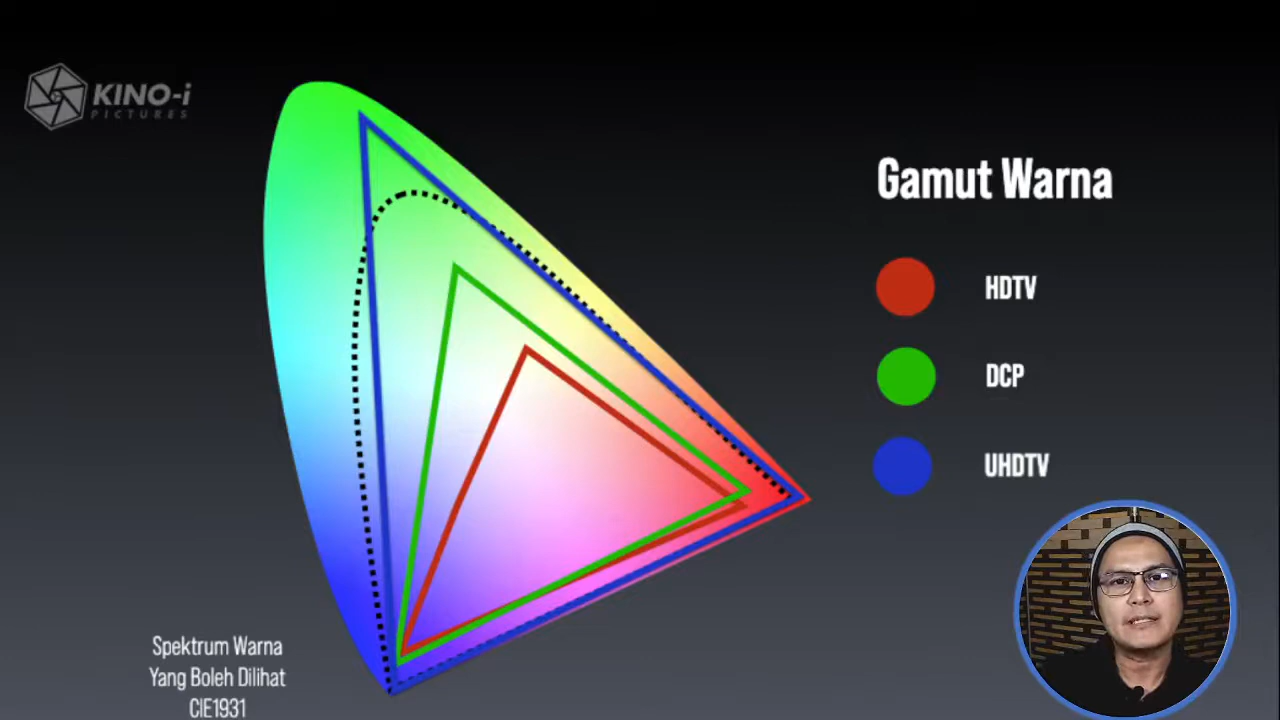 KINO-i
PICTURES
Gamut Warna
HDTV
DCP
UHDTV
Spektrum Warna
Yang Boleh Dilihat
CIE1931